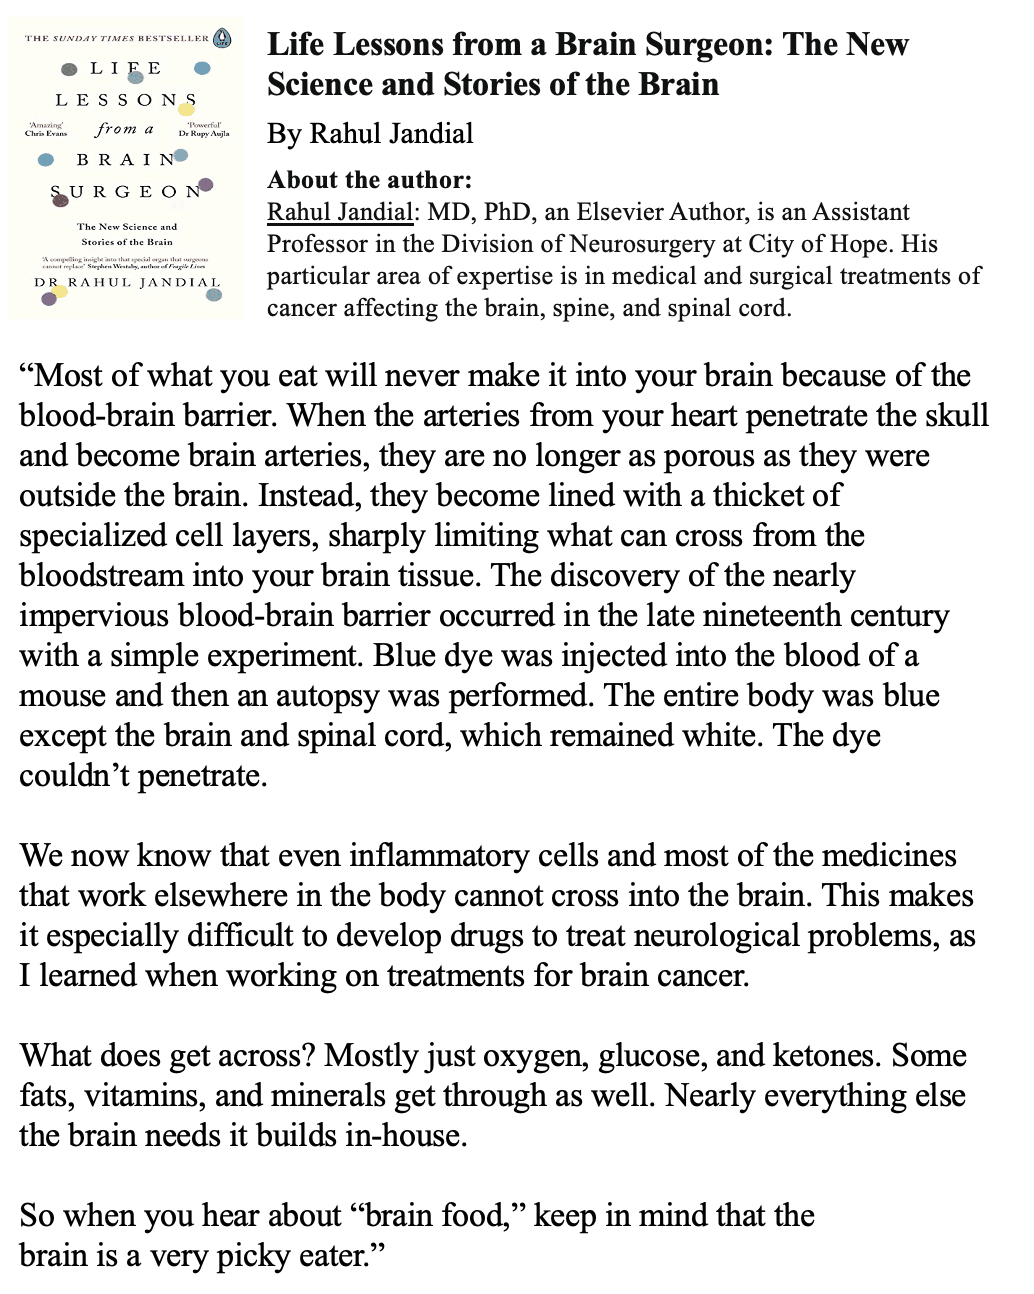 THE SUNDAY TIMES BESTSELLER
LIFE
LESSONS
'Amazing'
Chris Evans
from a
'Powerful'
Dr Rupy Aujla
BRAIN
SURGEON
The New Science and
Stories of the Brain
'A compelling insight into that special organ that surgeons
cannot replace' Stephen Westaby, author of Fragile Lives
DR RAHUL JANDIAL
Life Lessons from a Brain Surgeon: The New
Science and Stories of the Brain
By Rahul Jandial
About the author:
Rahul Jandial: MD, PhD, an Elsevier Author, is an Assistant
Professor in the Division of Neurosurgery at City of Hope. His
particular area of expertise is in medical and surgical treatments of
cancer affecting the brain, spine, and spinal cord.
“Most of what you eat will never make it into your brain because of the
blood-brain barrier. When the arteries from your heart penetrate the skull
and become brain arteries, they are no longer as porous as they were
outside the brain. Instead, they become lined with a thicket of
specialized cell layers, sharply limiting what can cross from the
bloodstream into your brain tissue. The discovery of the nearly
impervious blood-brain barrier occurred in the late nineteenth century
with a simple experiment. Blue dye was injected into the blood of a
mouse and then an autopsy was performed. The entire body was blue
except the brain and spinal cord, which remained white. The dye
couldn’t penetrate.
We now know that even inflammatory cells and most of the medicines
that work elsewhere in the body cannot cross into the brain. This makes
it especially difficult to develop drugs to treat neurological problems, as
I learned when working on treatments for brain cancer.
What does get across? Mostly just oxygen, glucose, and ketones. Some
fats, vitamins, and minerals get through as well. Nearly everything else
the brain needs it builds in-house.
So when you hear about “brain food,” keep in mind that the
brain is a very picky eater.”